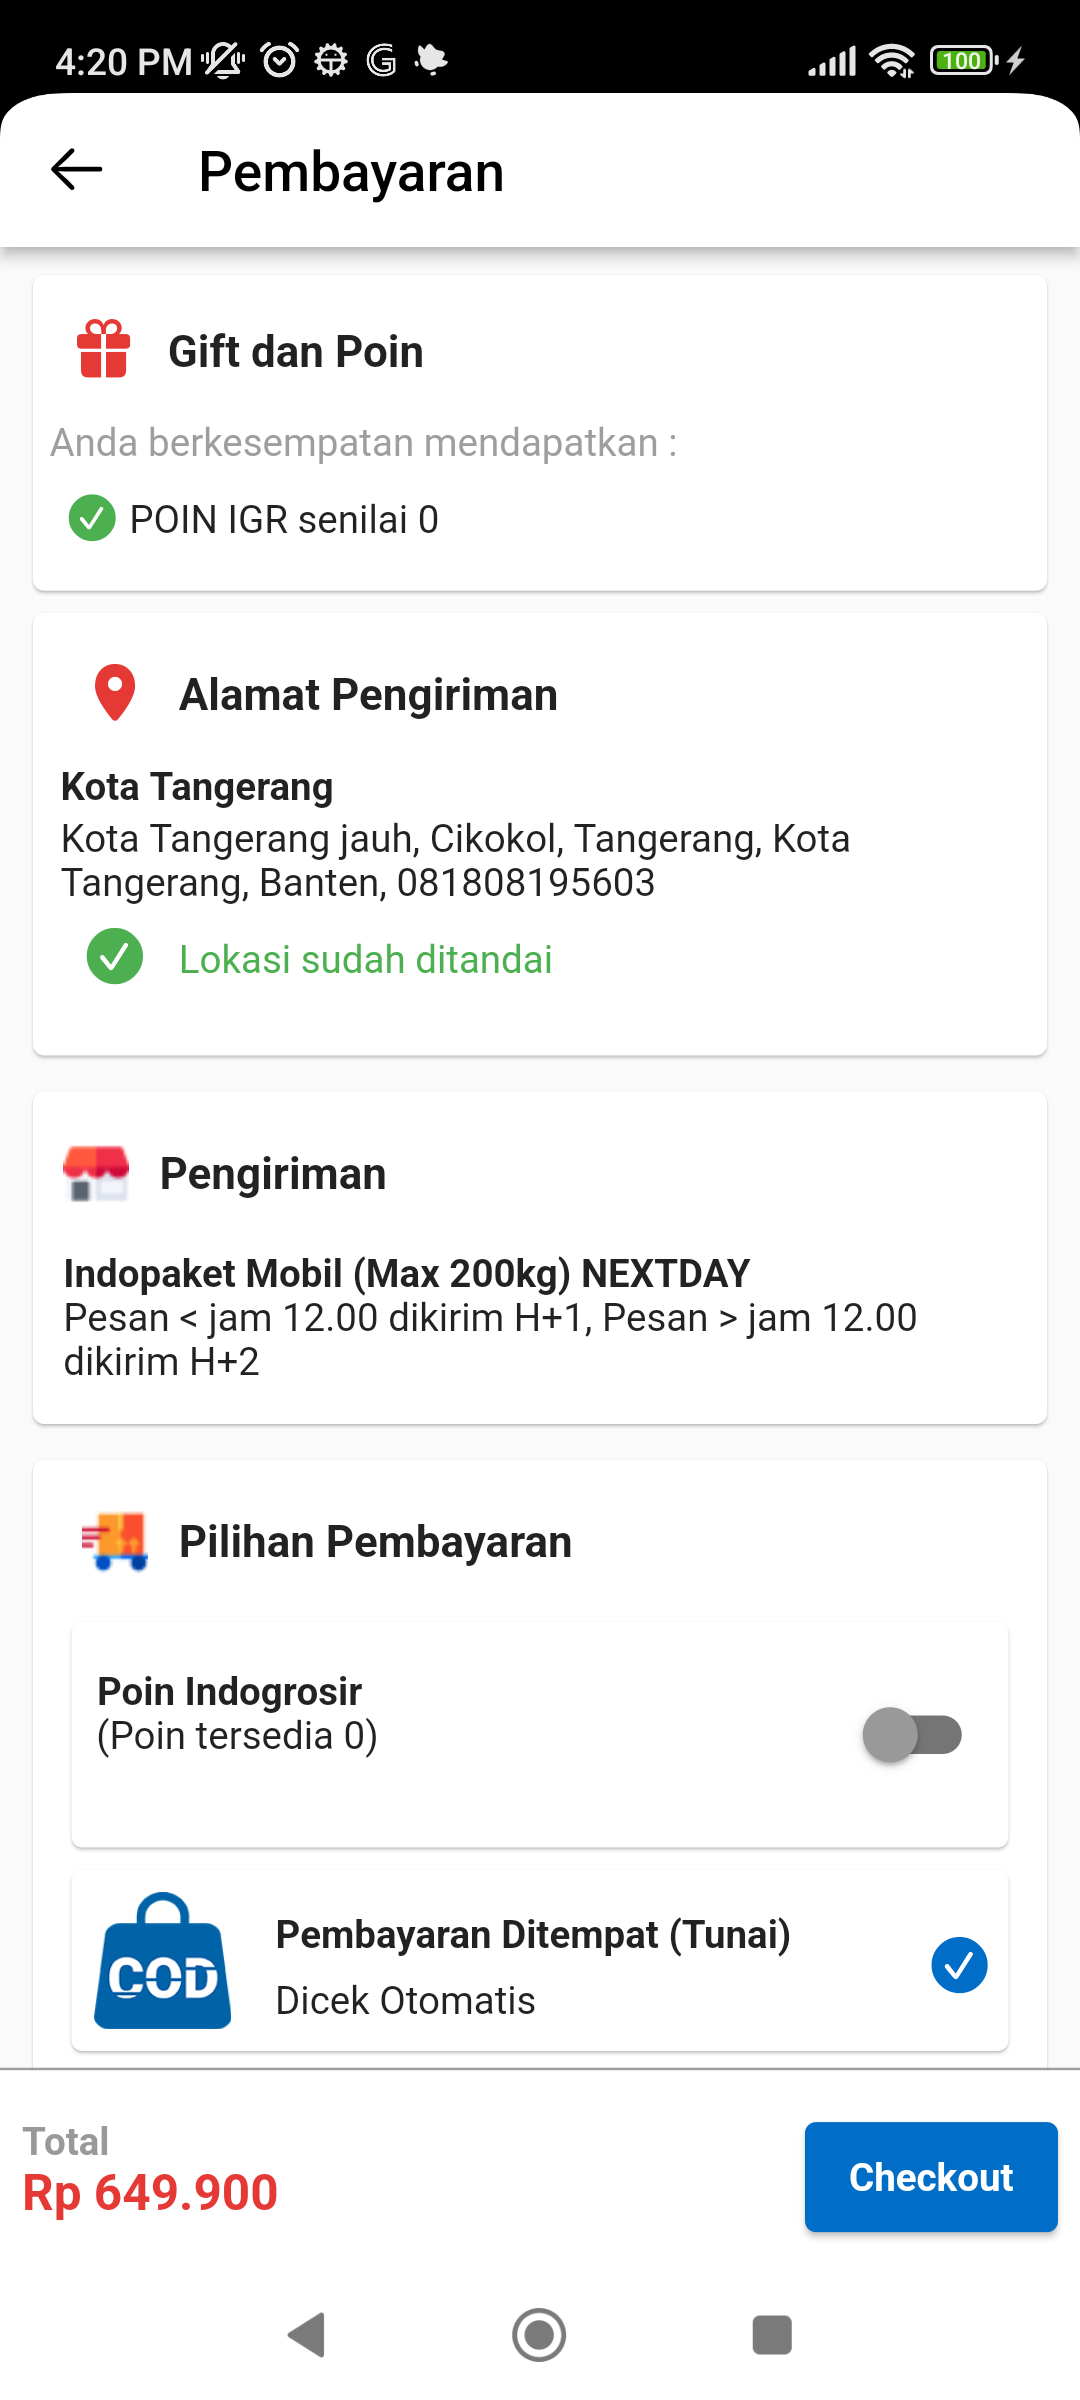 4:20 PM
100
Pembayaran
Gift dan Poin
Anda berkesempatan mendapatkan :
POIN IGR senilai 0
Alamat Pengiriman
Kota Tangerang
Kota Tangerang jauh, Cikokol, Tangerang, Kota
Tangerang, Banten, 081808195603
Lokasi sudah ditandai
Pengiriman
Indopaket Mobil (Max 200kg) NEXTDAY
Pesan < jam 12.00 dikirim H+1, Pesan > jam 12.00
dikirim H+2
Pilihan Pembayaran
Poin Indogrosir
(Poin tersedia 0)
COD
Pembayaran Ditempat (Tunai)
Dicek Otomatis
Total
Rp 649.900
Checkout